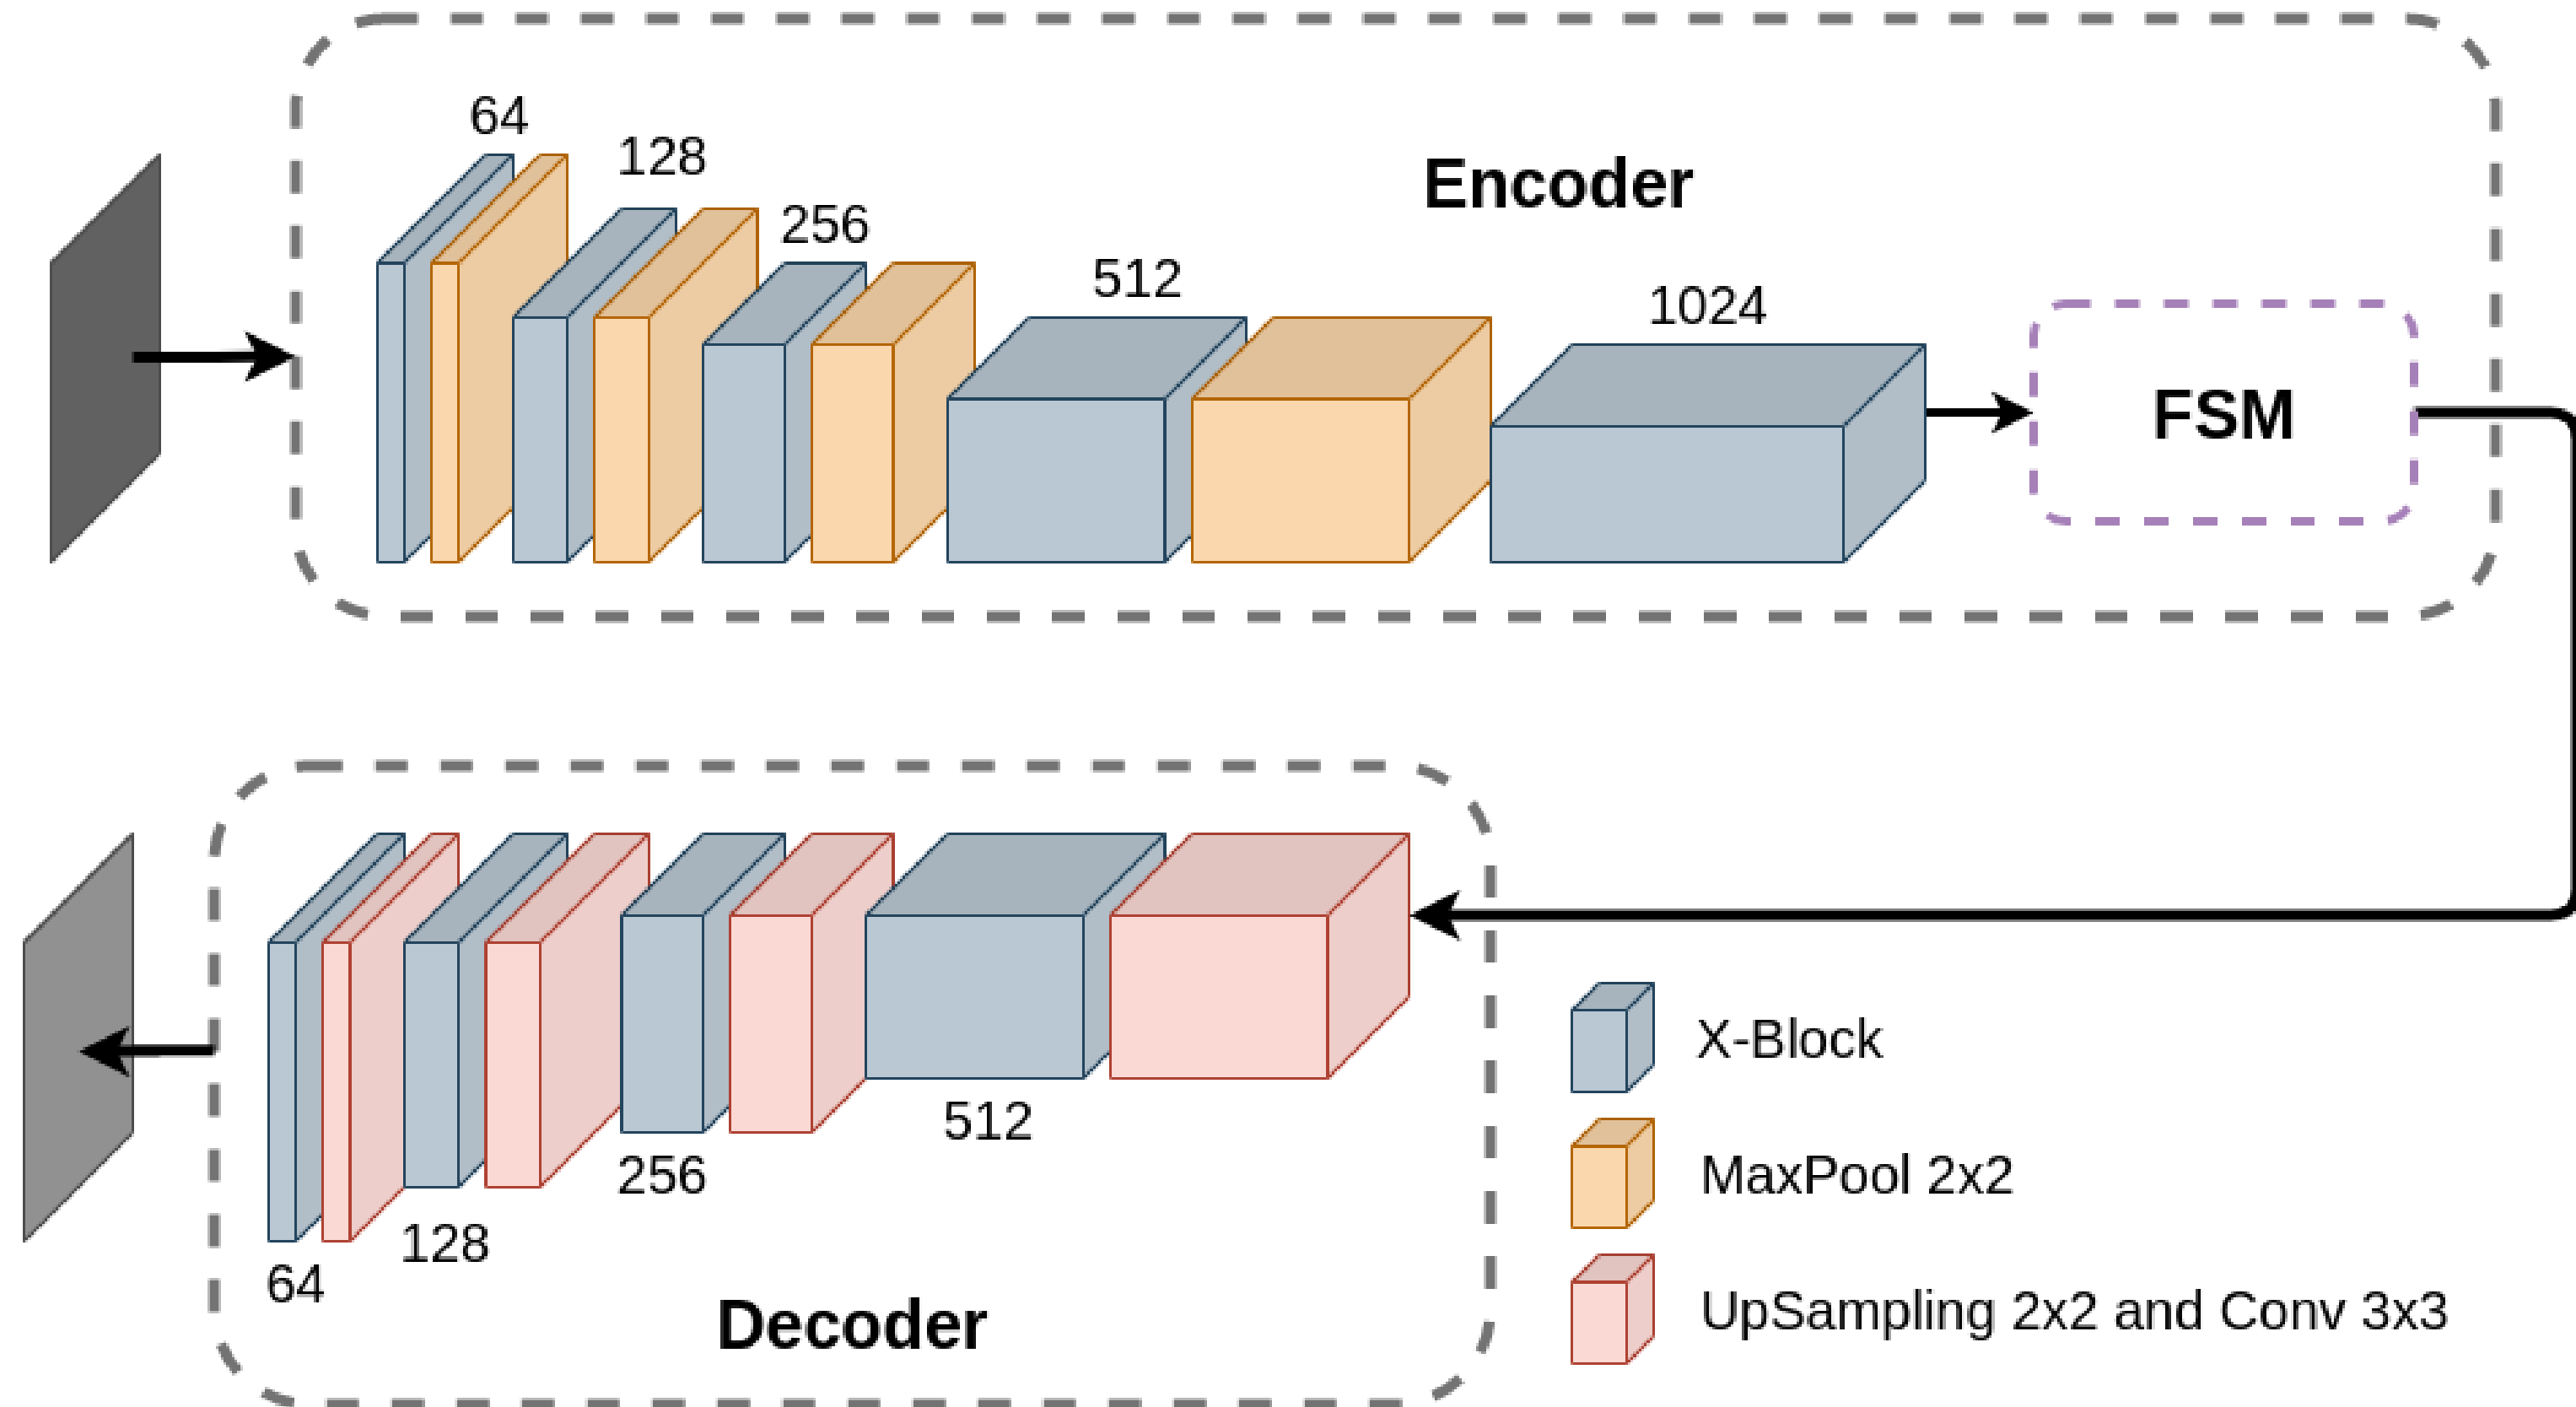 64
128
256
512
1024
Encoder
FSM
64
128
256
512
Decoder
X-Block
MaxPool 2x2
UpSampling 2x2 and Conv 3x3